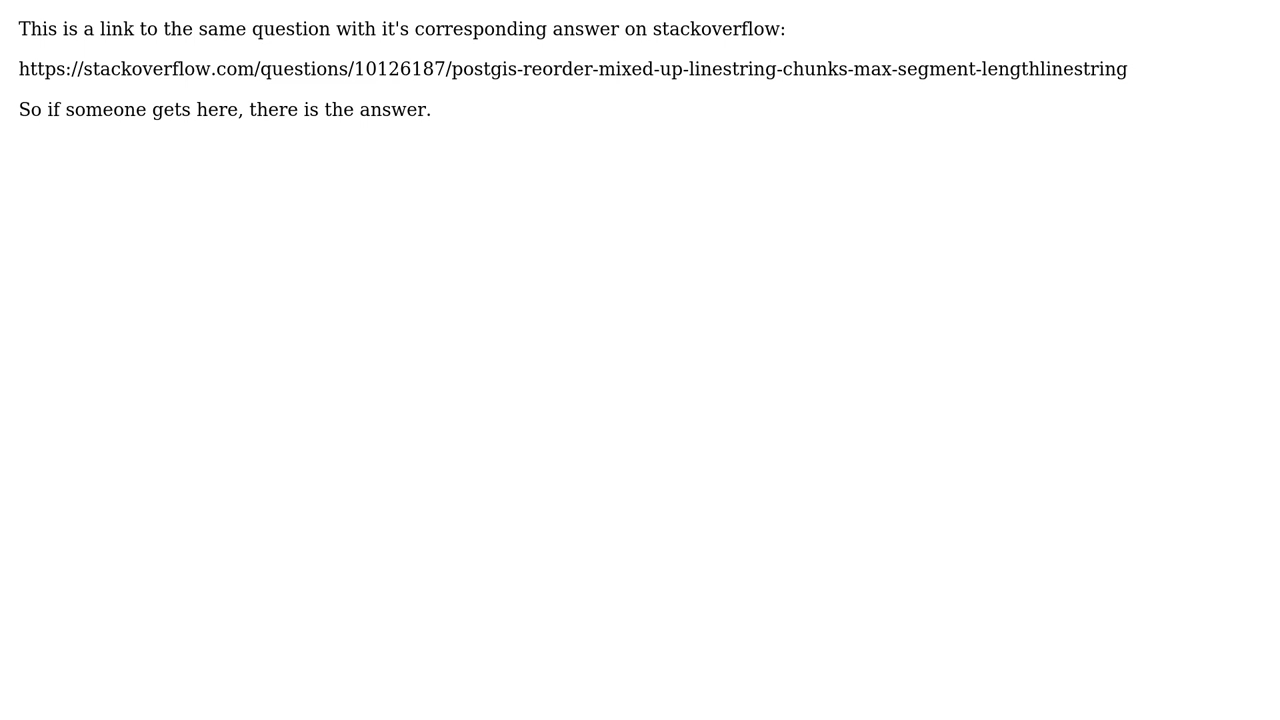 This is a link to the same question with it's corresponding answer on stackoverflow:
https://stackoverflow.com/questions/10126187/postgis-reorder-mixed-up-linestring-chunks-max-segment-lengthlinestring
So if someone gets here, there is the answer.